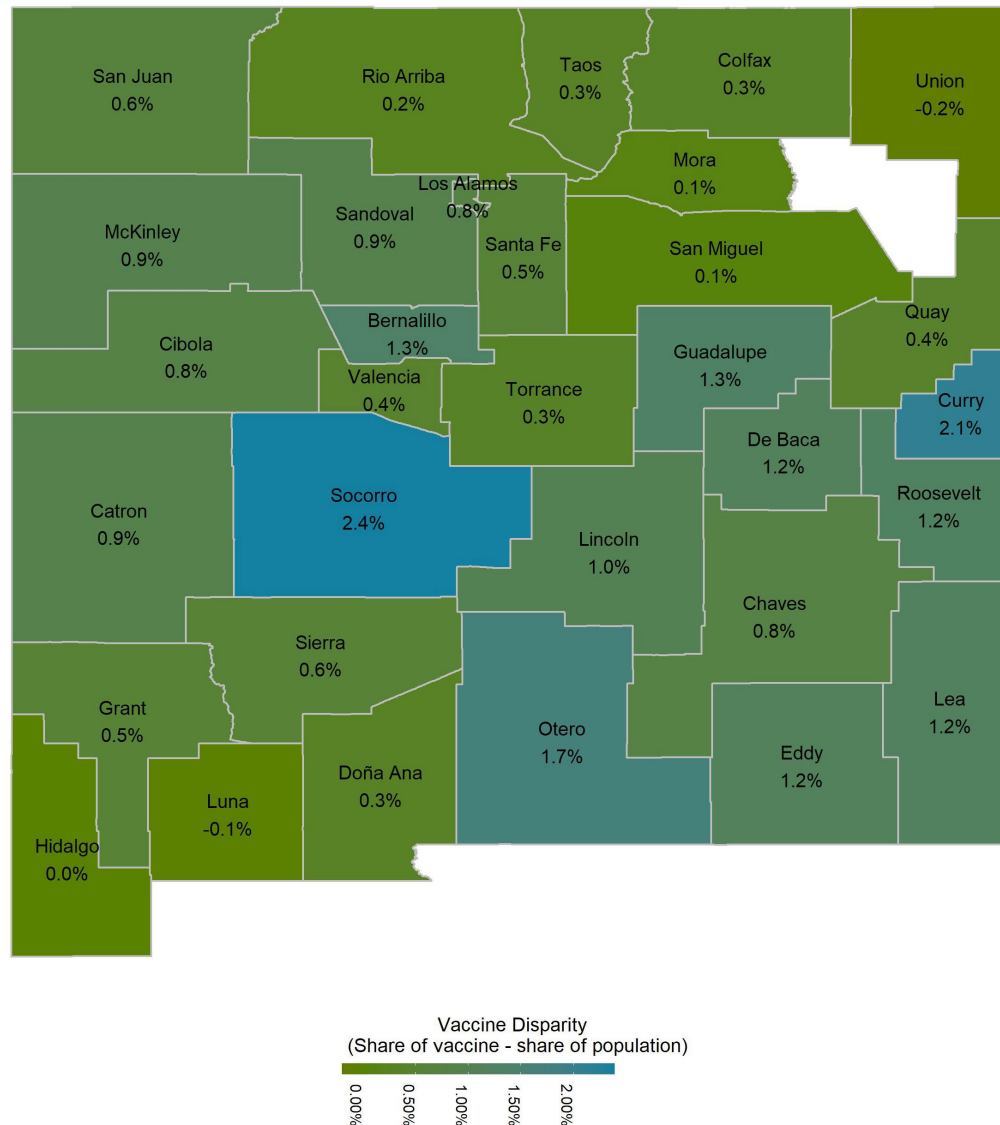 San Juan
0.6%
Rio Arriba
0.2%
Taos
0.3%
Colfax
0.3%
Union
-0.2%
Mora
0.1%
Los Alamos
0.8%
McKinley
0.9%
Sandoval
0.9%
Santa Fe
0.5%
San Miguel
0.1%
Quay
0.4%
Bernalillo
1.3%
Cibola
0.8%
Guadalupe
1.3%
Valencia
0.4%
Torrance
0.3%
Curry
2.1%
De Baca
1.2%
Socorro
2.4%
Roosevelt
1.2%
Catron
0.9%
Lincoln
1.0%
Chaves
0.8%
Sierra
0.6%
Grant
0.5%
Lea
1.2%
Otero
1.7%
Eddy
1.2%
Doña Ana
0.3%
Luna
-0.1%
Hidalgo
0.0%
Vaccine Disparity
(Share of vaccine - share of population)
0.00%
0.50%
1.00%
1.50%
2.00%